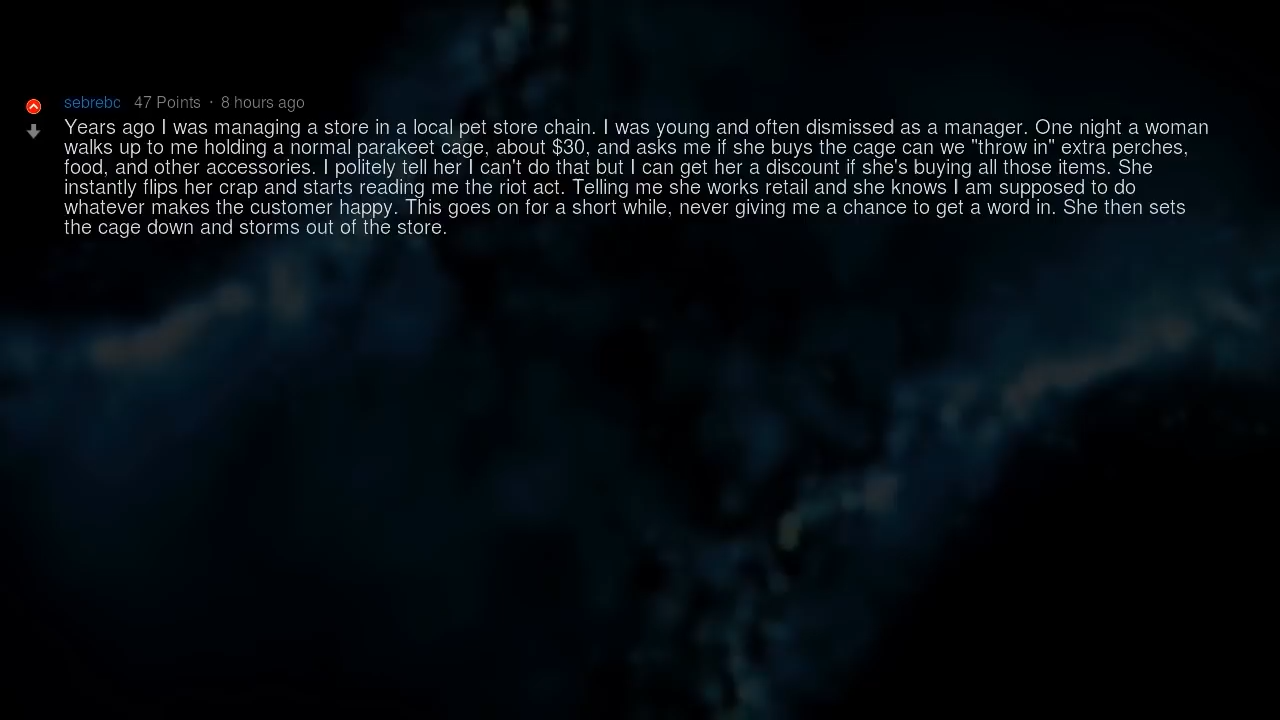 sebrebc 47 Points · 8 hours ago
Years ago I was managing a store in a local pet store chain. I was young and often dismissed as a manager. One night a woman
walks up to me holding a normal parakeet cage, about $30, and asks me if she buys the cage can we "throw in" extra perches,
food, and other accessories. I politely tell her I can't do that but I can get her a discount if she's buying all those items. She
instantly flips her crap and starts reading me the riot act. Telling me she works retail and she knows I am supposed to do
whatever makes the customer happy. This goes on for a short while, never giving me a chance to get a word in. She then sets
the cage down and storms out of the store.